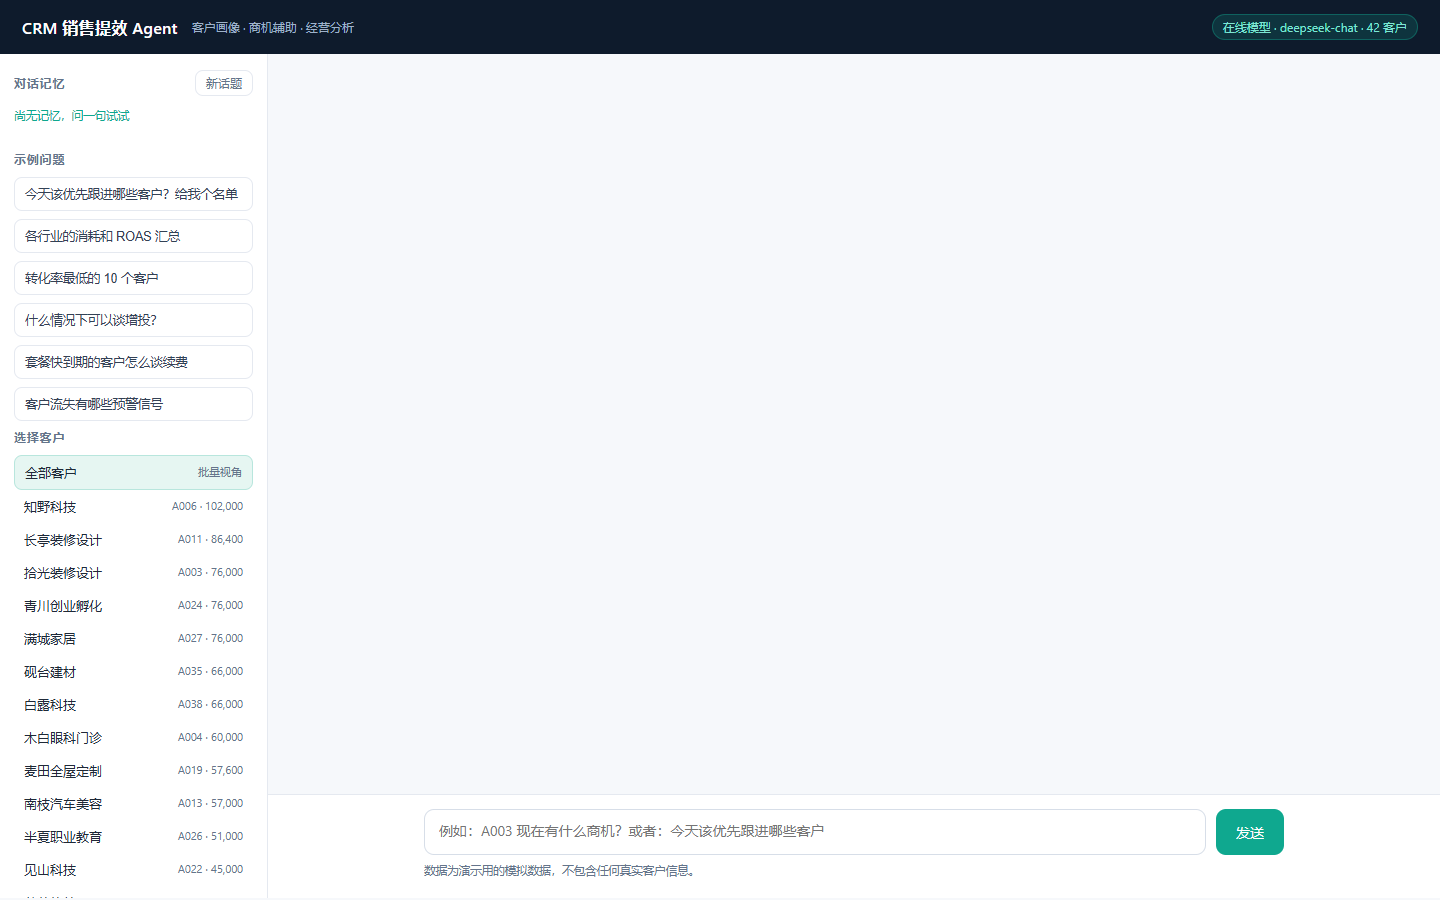 CRM 销售提效 Agent
客户画像 · 商机辅助 · 经营分析
在线模型 · deepseek-chat · 42 客户
对话记忆
新话题
尚无记忆，问一句试试
示例问题
今天该优先跟进哪些客户？给我个名单
各行业的消耗和 ROAS 汇总
转化率最低的 10 个客户
什么情况下可以谈增投？
套餐快到期的客户怎么谈续费
客户流失有哪些预警信号
选择客户
全部客户 批量视角
知野科技 A006 · 102,000
长亭装修设计 A011 · 86,400
拾光装修设计 A003 · 76,000
青川创业孵化 A024 · 76,000
满城家居 A027 · 76,000
砚台建材 A035 · 66,000
白露科技 A038 · 66,000
木白眼科门诊 A004 · 60,000
麦田全屋定制 A019 · 57,600
南枝汽车美容 A013 · 57,000
半夏职业教育 A026 · 51,000
见山科技 A022 · 45,000
例如：A003 现在有什么商机？或者：今天该优先跟进哪些客户
发送
数据为演示用的模拟数据，不包含任何真实客户信息。